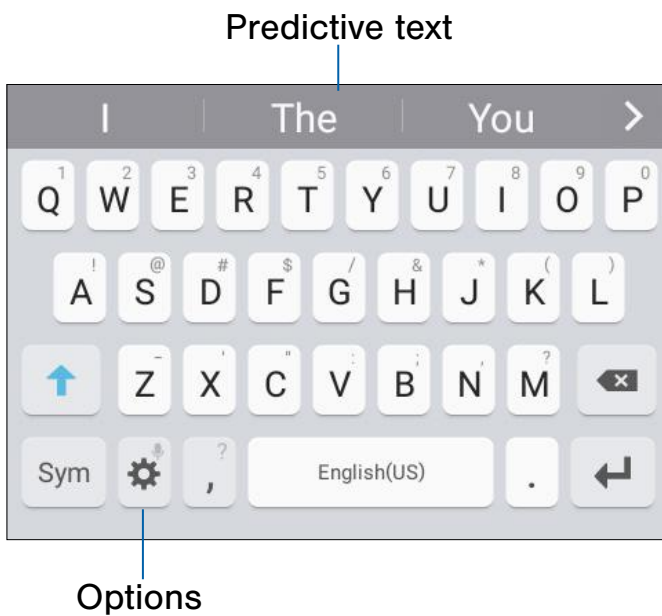 Predictive text
I The You >
1 2 3 4 5 6 7 8 9 0
Q W E R T Y U I O P
! @ # $ / & * ( )
A S D F G H J K L
- ' " : ; , ?
Z X C V B N M
?
Sym , English(US) .
Options